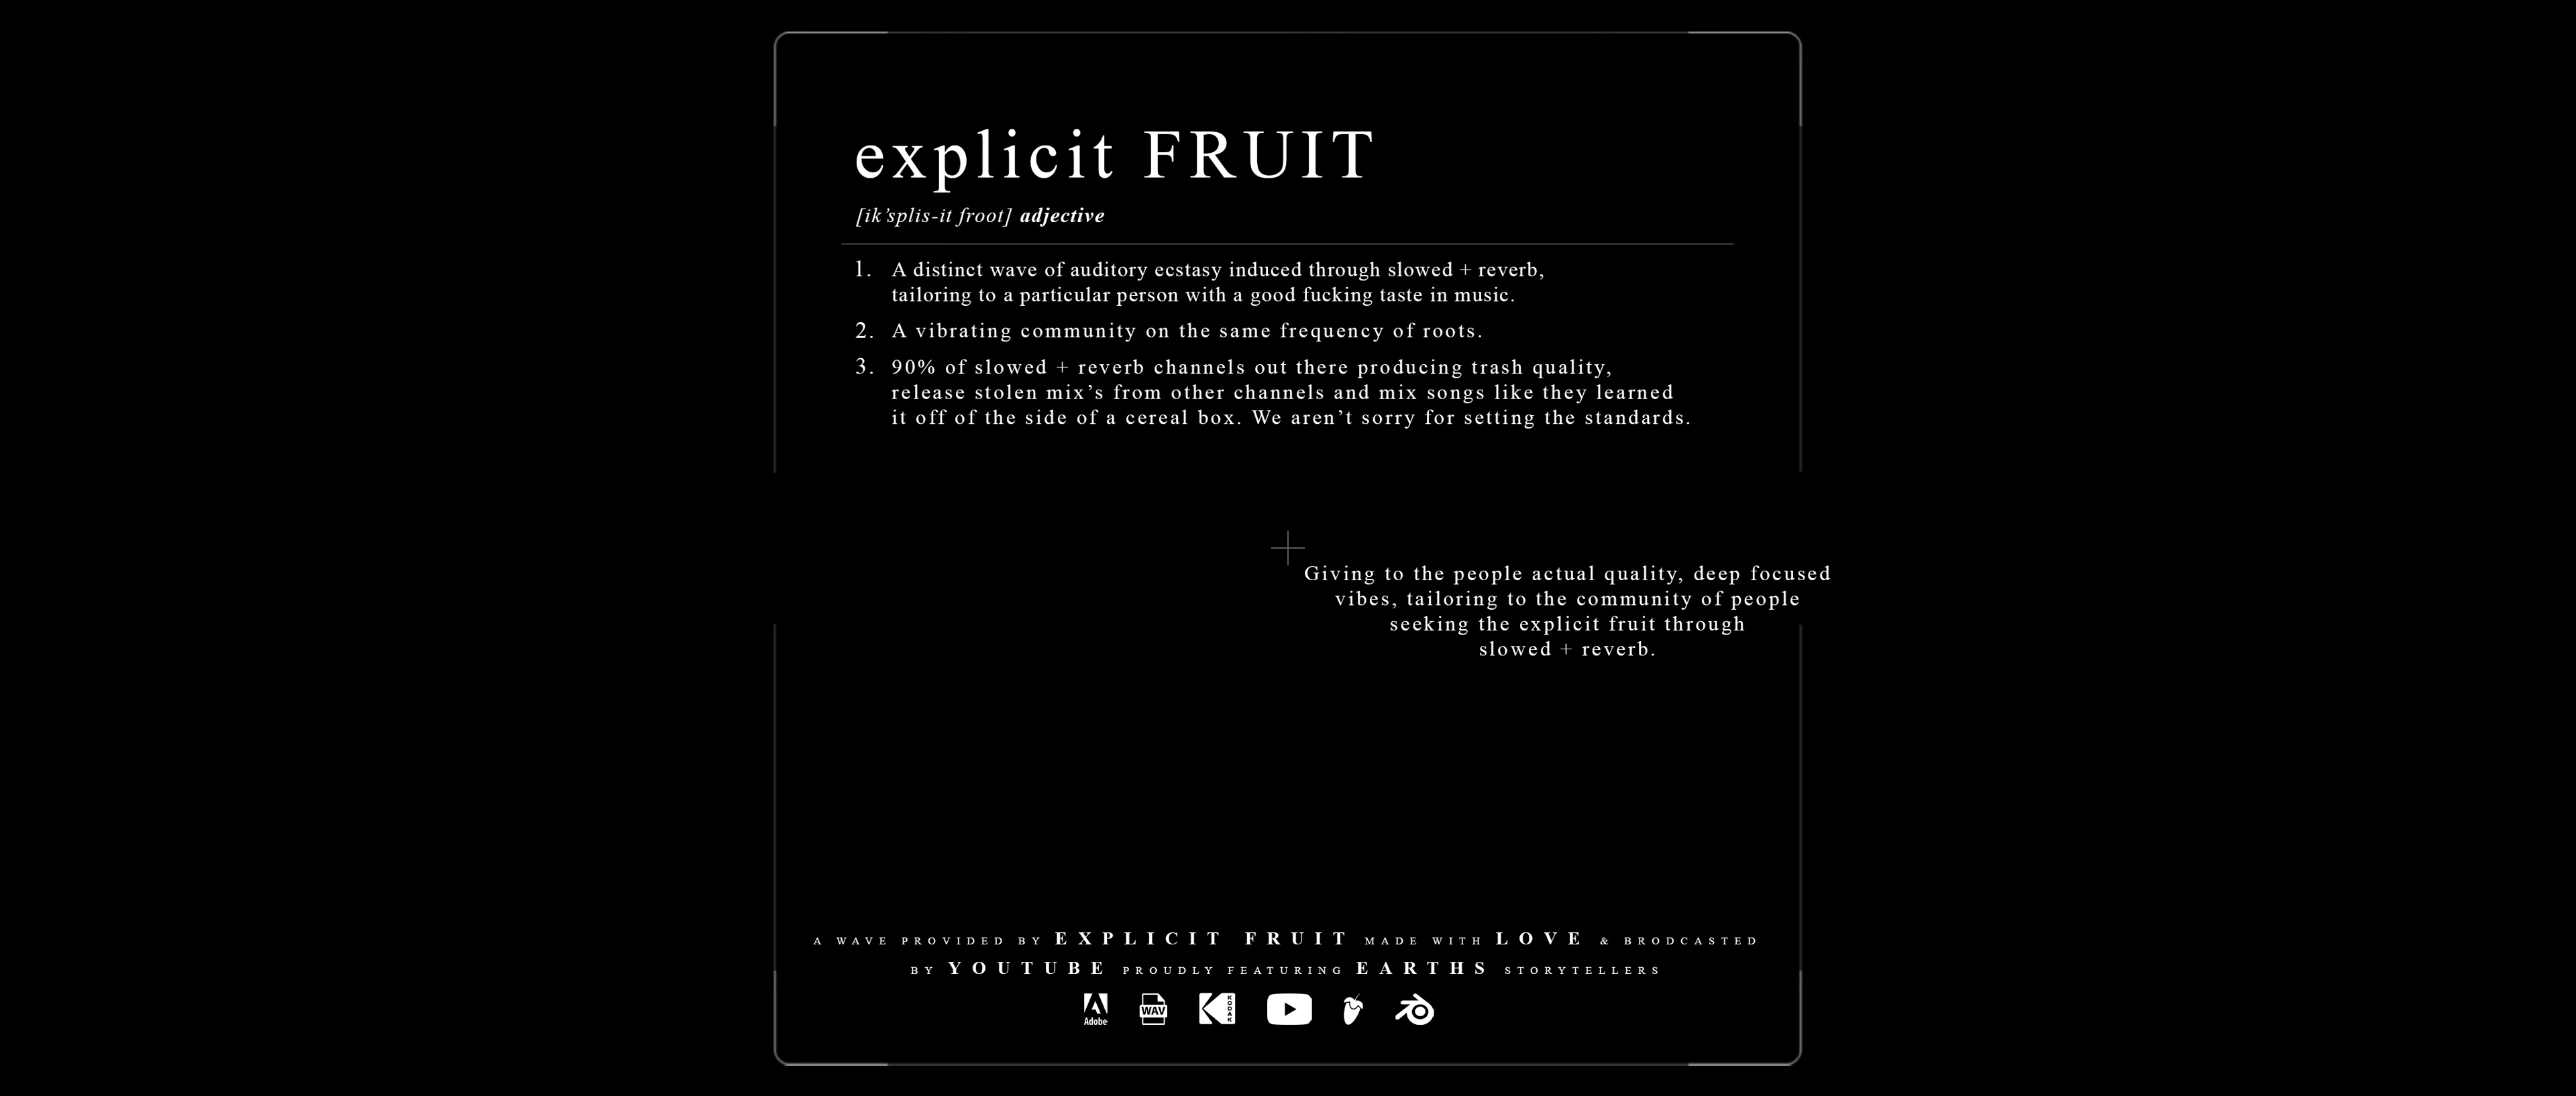 explicit FRUIT
[ik’splis-it froot] adjective
1. A distinct wave of auditory ecstasy induced through slowed + reverb,
tailoring to a particular person with a good fucking taste in music.
2. A vibrating community on the same frequency of roots.
3. 90% of slowed + reverb channels out there producing trash quality,
release stolen mix’s from other channels and mix songs like they learned
it off of the side of a cereal box. We aren’t sorry for setting the standards.
Giving to the people actual quality, deep focused
vibes, tailoring to the community of people
seeking the explicit fruit through
slowed + reverb.
A WAVE PROVIDED BY EXPLICIT FRUIT MADE WITH LOVE & BRODCASTED
BY YOUTUBE PROUDLY FEATURING EARTHS STORYTELLERS
Adobe WAV KODAK